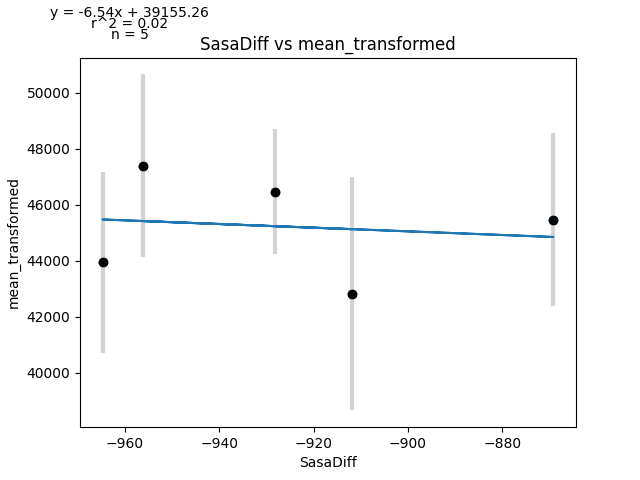 y = -6.54x + 39155.26
r^2 = 0.02
n = 5
SasaDiff vs mean_transformed
50000
48000
46000
44000
42000
40000
mean_transformed
−960
−940
−920
−900
−880
SasaDiff